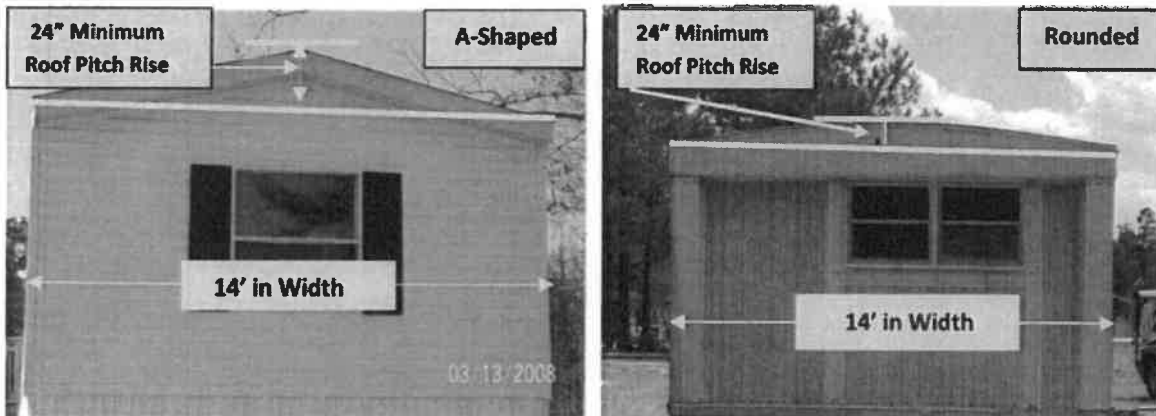 24” Minimum
Roof Pitch Rise
A-Shaped
14’ in Width
03/13/2008
24” Minimum
Roof Pitch Rise
Rounded
14’ in Width